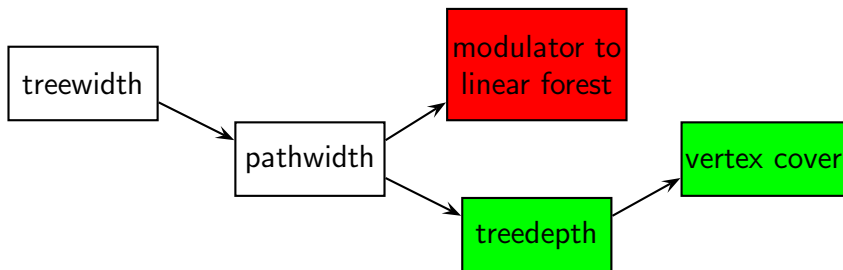 treewidth
pathwidth
modulator to
linear forest
treedepth
vertex cover